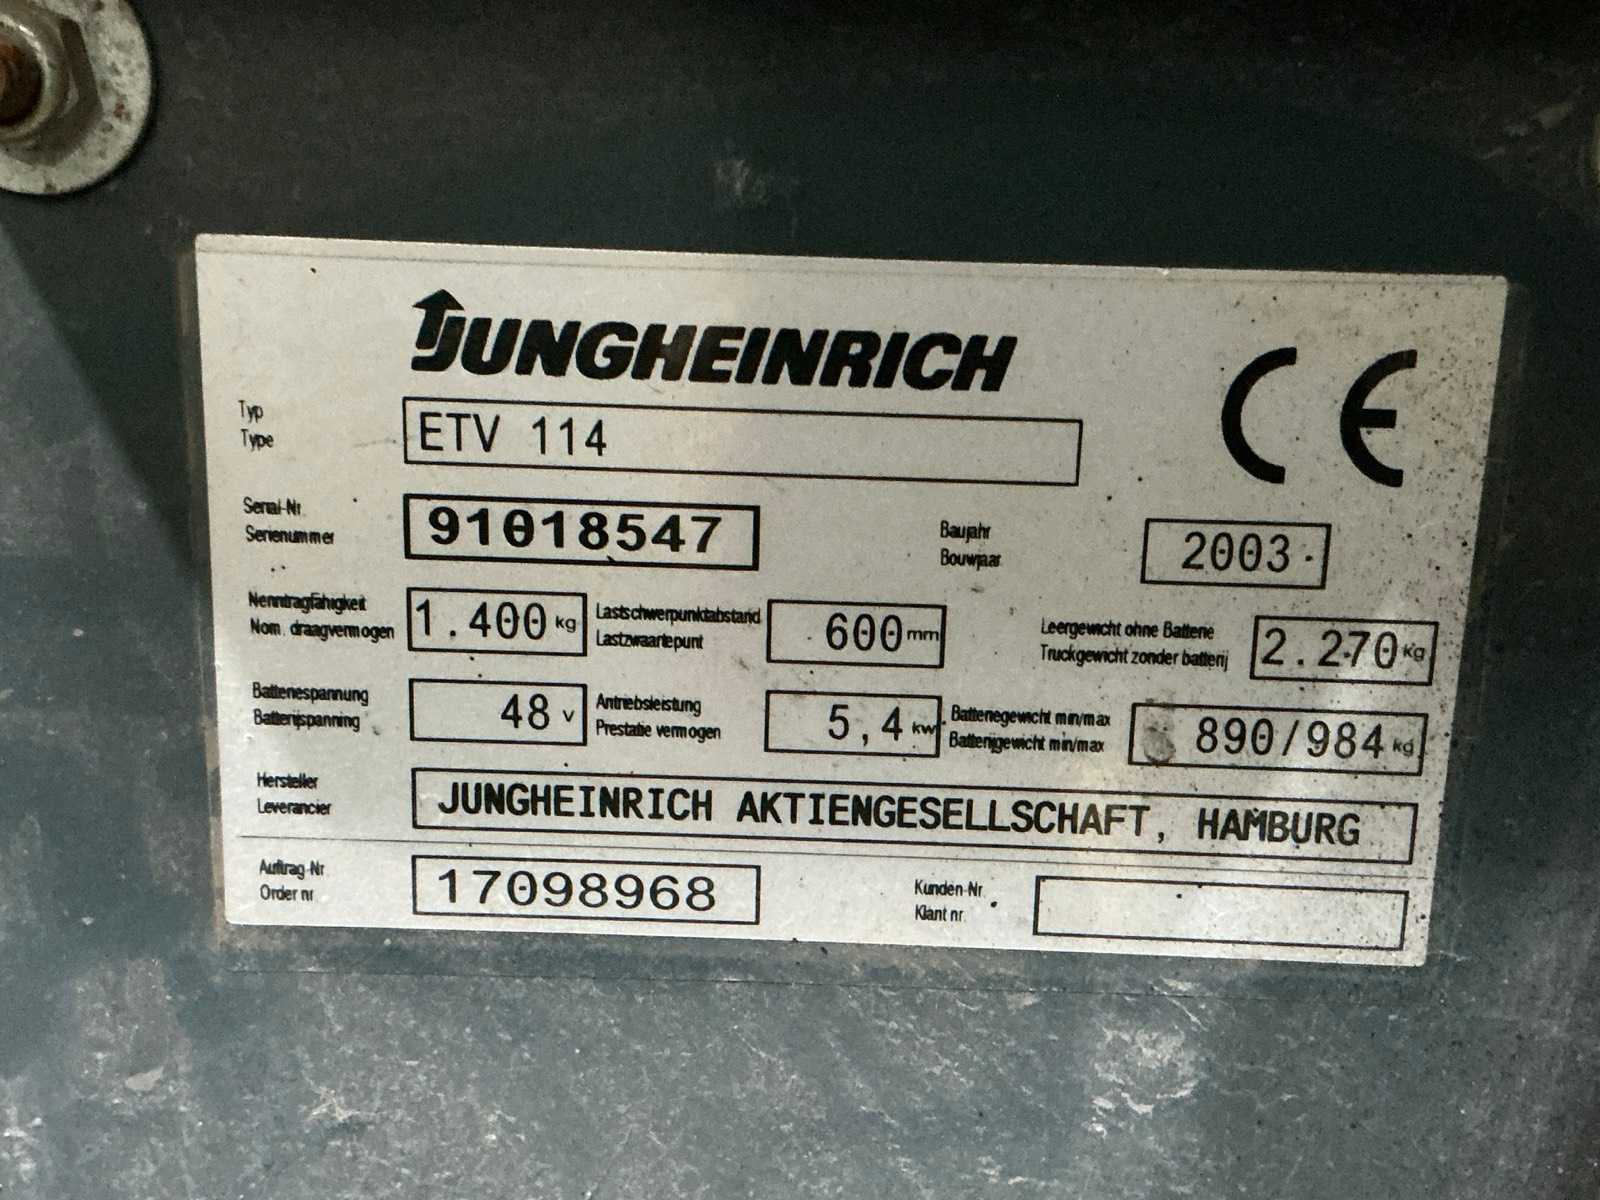 JUNGHEINRICH
Typ
Type
ETV 114
CE
Serial-Nr.
Serienummer
91018547
Baujahr
Bouwjaar
2003
Nenntragfähigkeit
Nom. draagvermogen
1.400 kg
Lastschwerpunktabstand
Lastzwaartepunt
600 mm
Leergewicht ohne Batterie
Truckgewicht zonder batterij
2.270 kg
Batteriespannung
Batterijspanning
48 V
Antriebsleistung
Prestatie vermogen
5,4 kW
Batteriegewicht min/max
Batterijgewicht min/max
890/984 kg
Hersteller
Leverancier
JUNGHEINRICH AKTIENGESELLSCHAFT, HAMBURG
Auftrag-Nr
Order nr
17098968
Kunden-Nr.
Klant nr.